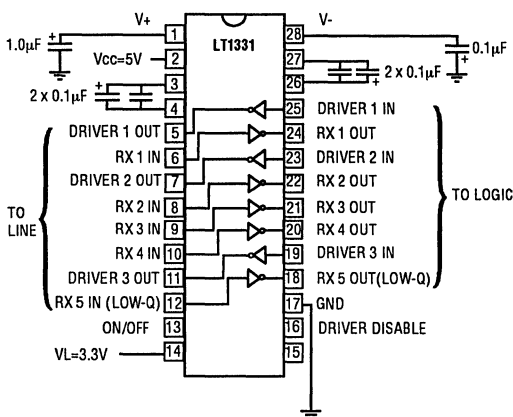 V+
V-
LT1331
1.0µF
+
1
28
+
0.1µF
Vcc=5V
2
27
2 x 0.1µF
+
3
26
+
2 x 0.1µF
4
25
DRIVER 1 IN
DRIVER 1 OUT
5
24
RX 1 OUT
RX 1 IN
6
23
DRIVER 2 IN
DRIVER 2 OUT
7
22
RX 2 OUT
TO
LINE
RX 2 IN
8
21
RX 3 OUT
TO LOGIC
RX 3 IN
9
20
RX 4 OUT
RX 4 IN
10
19
DRIVER 3 IN
DRIVER 3 OUT
11
18
RX 5 OUT(LOW-Q)
RX 5 IN (LOW-Q)
12
17
GND
ON/OFF
13
16
DRIVER DISABLE
VL=3.3V
14
15